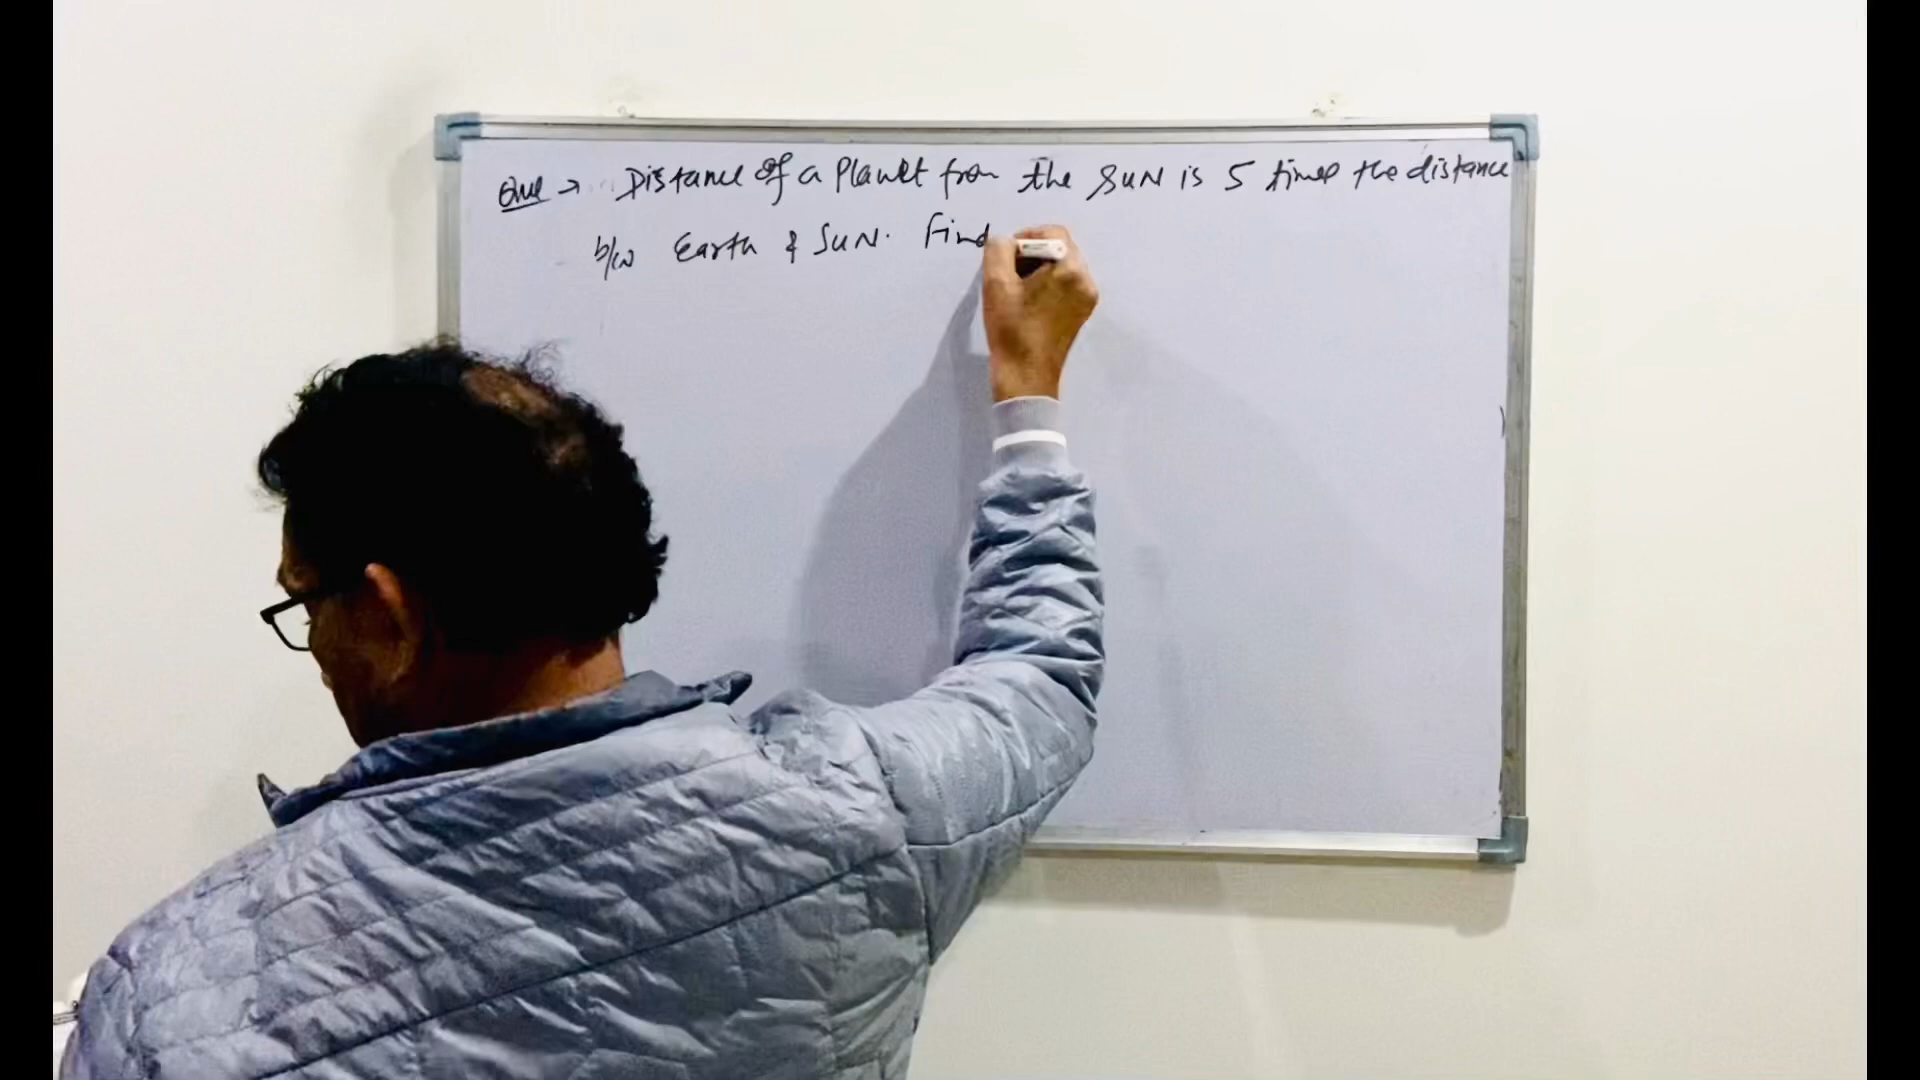 Que → Distance of a Planet from the SUN is 5 times the distance
b/w Earth & SUN. Find